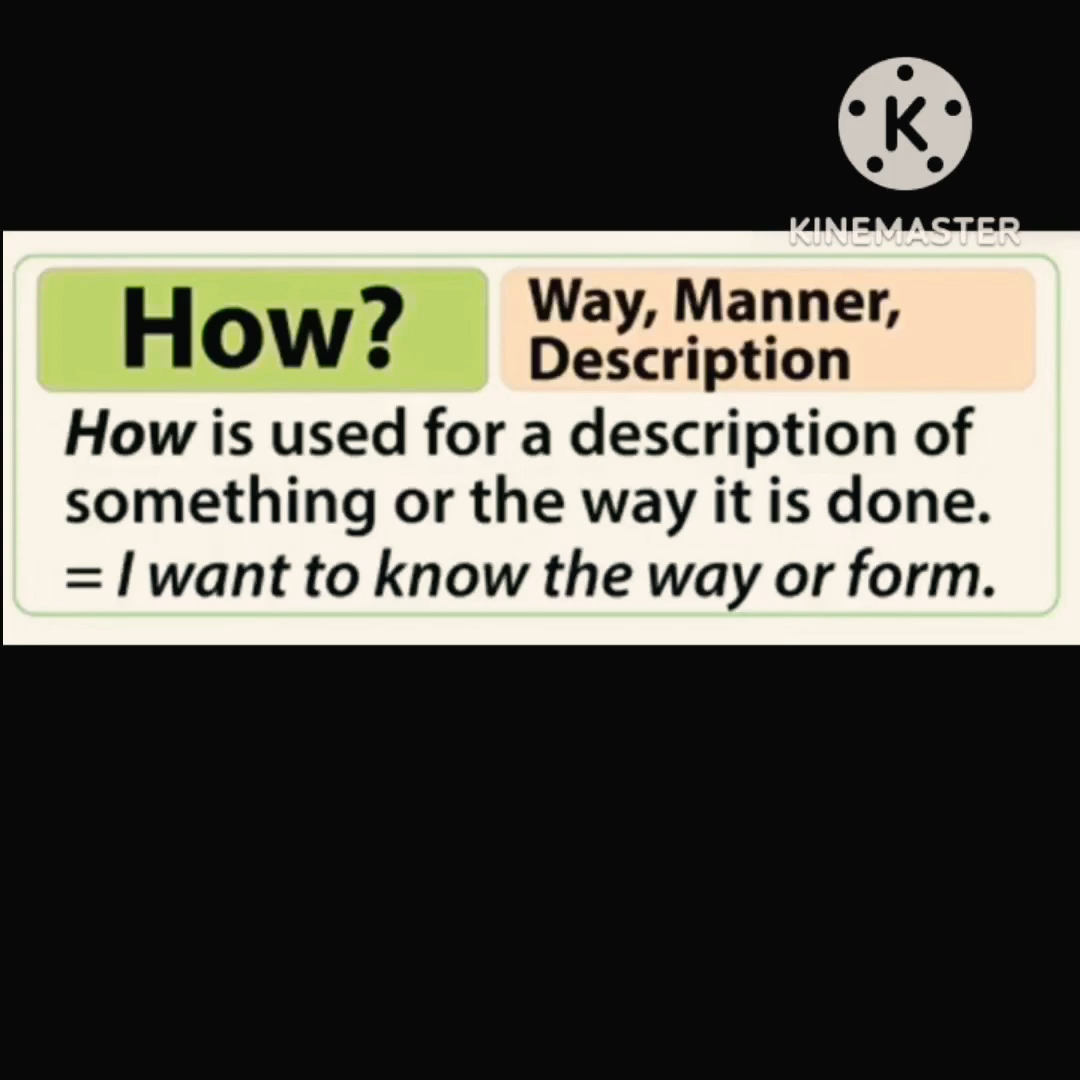 K
KINEMASTER
How?
Way, Manner,
Description
How is used for a description of
something or the way it is done.
= I want to know the way or form.